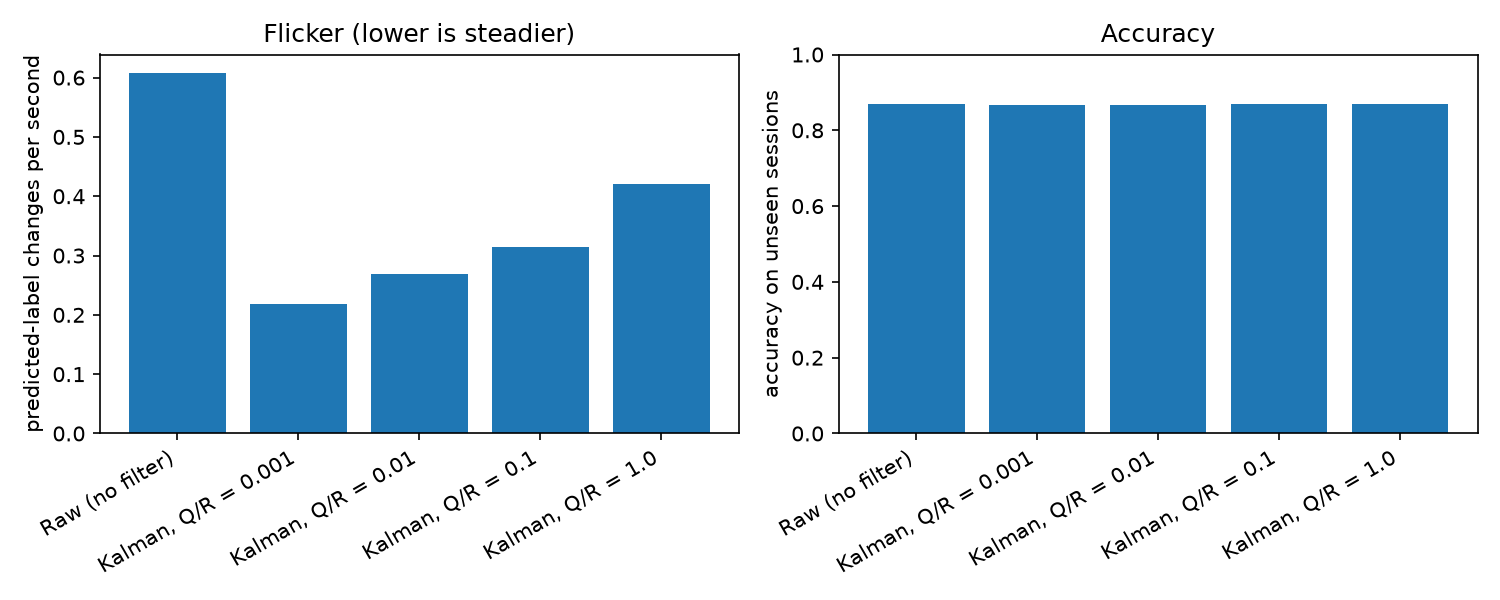 Flicker (lower is steadier)
predicted-label changes per second
0.6
0.5
0.4
0.3
0.2
0.1
0.0
Raw (no filter)
Kalman, Q/R = 0.001
Kalman, Q/R = 0.01
Kalman, Q/R = 0.1
Kalman, Q/R = 1.0
Accuracy
accuracy on unseen sessions
1.0
0.8
0.6
0.4
0.2
0.0
Raw (no filter)
Kalman, Q/R = 0.001
Kalman, Q/R = 0.01
Kalman, Q/R = 0.1
Kalman, Q/R = 1.0